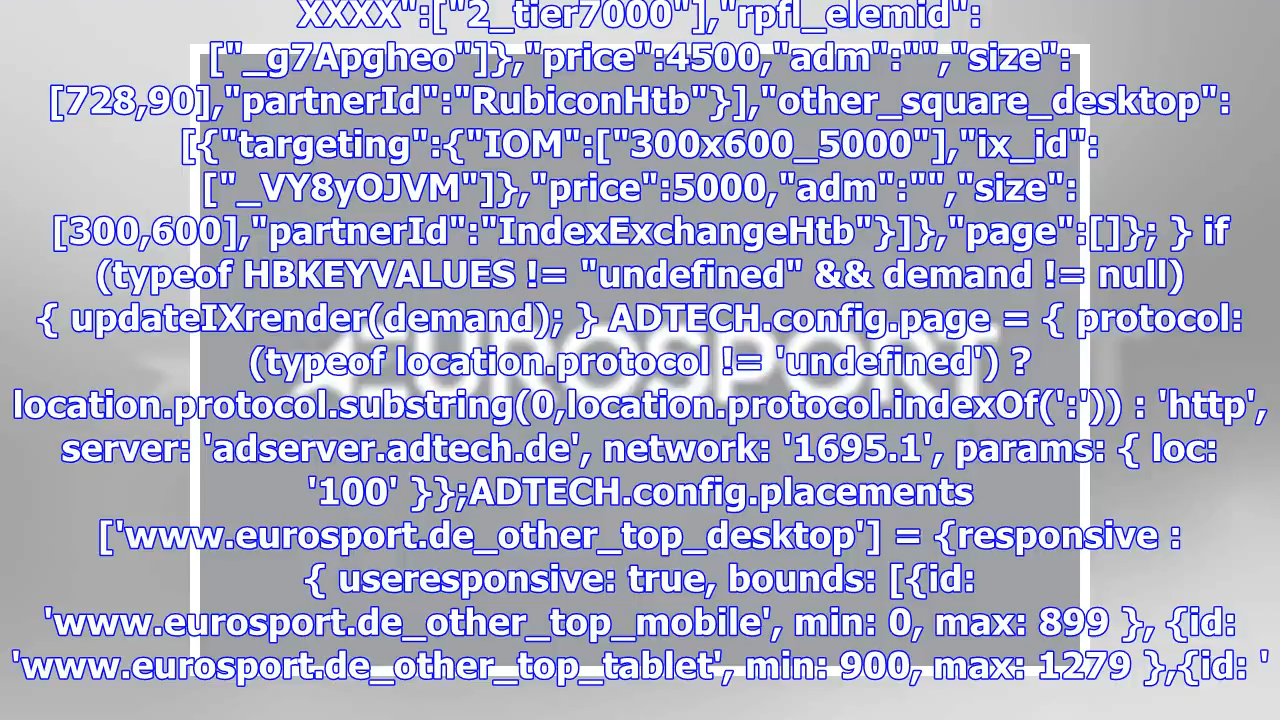 XXXX":["2_tier7000"],"rpfl_elemid":
["_g7Apgheo"]},"price":4500,"adm":"","size":
[728,90],"partnerId":"RubiconHtb"}],"other_square_desktop":
[{"targeting":{"IOM":["300x600_5000"],"ix_id":
["_VY8yOJVM"]},"price":5000,"adm":"","size":
[300,600],"partnerId":"IndexExchangeHtb"}]},"page":[]}; } if
(typeof HBKEYVALUES != "undefined" && demand != null)
{ updateIXrender(demand); } ADTECH.config.page = { protocol:
(typeof location.protocol != 'undefined') ?
EUROSPORT
location.protocol.substring(0,location.protocol.indexOf(':')) : 'http',
server: 'adserver.adtech.de', network: '1695.1', params: { loc:
'100' }};ADTECH.config.placements
['www.eurosport.de_other_top_desktop'] = {responsive :
{ useresponsive: true, bounds: [{id:
'www.eurosport.de_other_top_mobile', min: 0, max: 899 }, {id:
'www.eurosport.de_other_top_tablet', min: 900, max: 1279 },{id: '